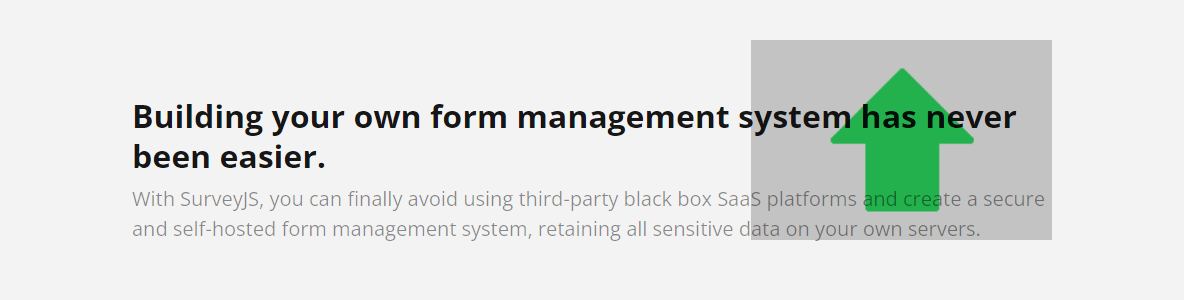 Building your own form management system has never
been easier.
With SurveyJS, you can finally avoid using third-party black box SaaS platforms and create a secure
and self-hosted form management system, retaining all sensitive data on your own servers.